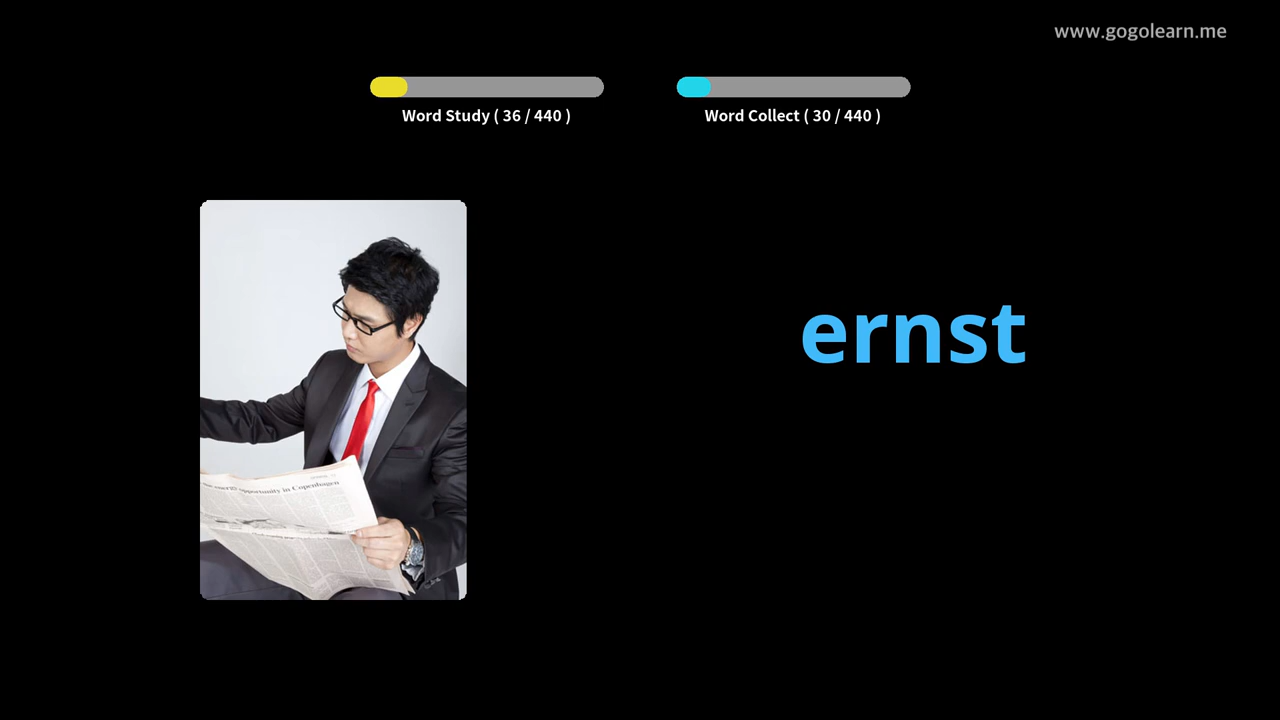 www.gogolearn.me
Word Study ( 36 / 440 )
Word Collect ( 30 / 440 )
ernst
opportunity in Copenhagen